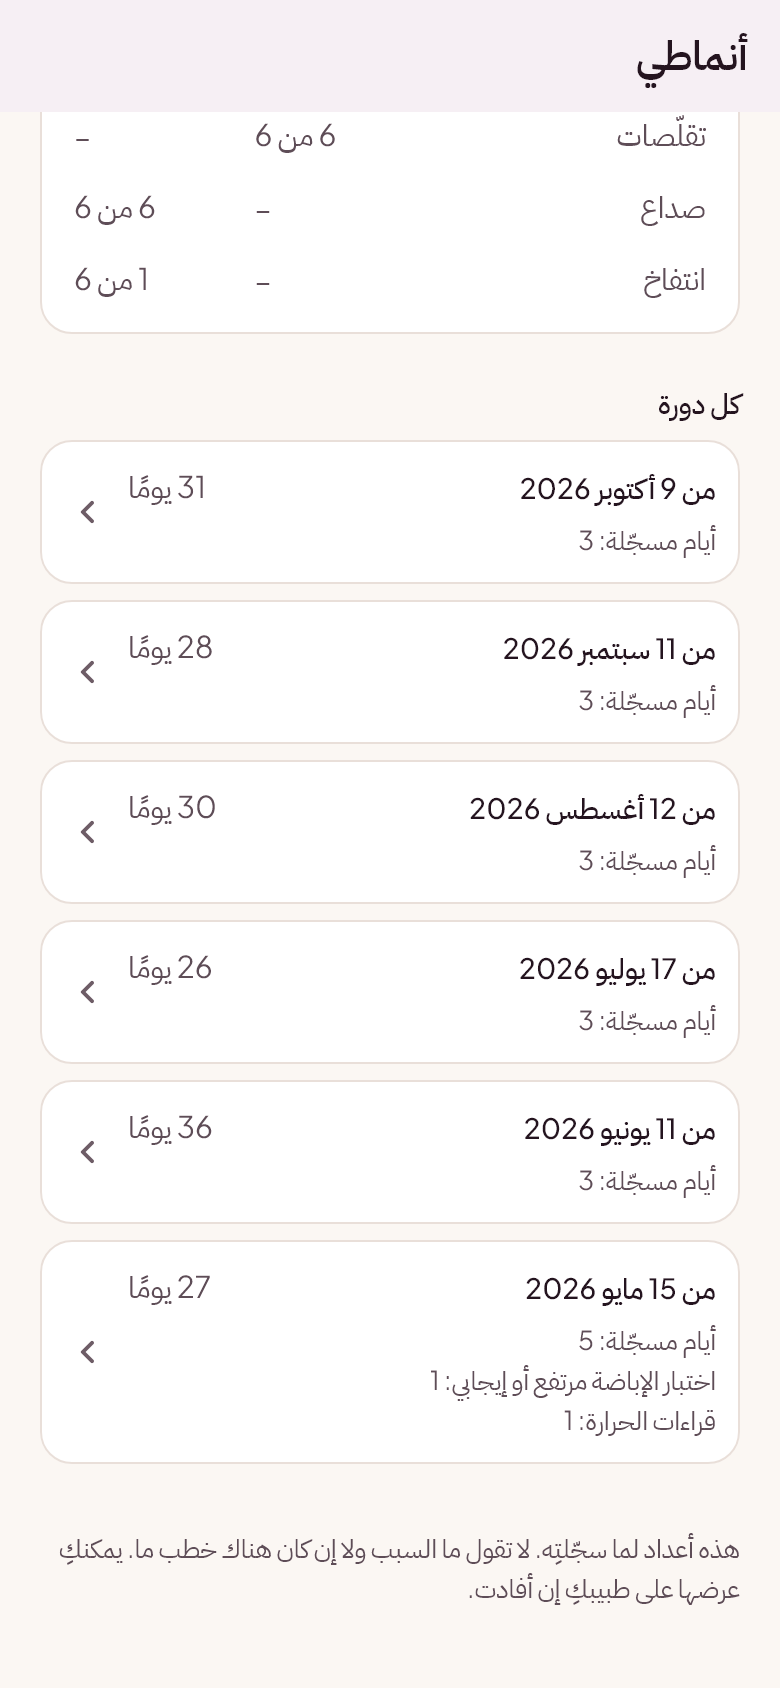 أنماطي
تقلّصات 6 من 6 –
صداع – 6 من 6
انتفاخ – 1 من 6
كل دورة
من 9 أكتوبر 2026 31 يومًا
أيام مسجّلة: 3
من 11 سبتمبر 2026 28 يومًا
أيام مسجّلة: 3
من 12 أغسطس 2026 30 يومًا
أيام مسجّلة: 3
من 17 يوليو 2026 26 يومًا
أيام مسجّلة: 3
من 11 يونيو 2026 36 يومًا
أيام مسجّلة: 3
من 15 مايو 2026 27 يومًا
أيام مسجّلة: 5
اختبار الإباضة مرتفع أو إيجابي: 1
قراءات الحرارة: 1
هذه أعداد لما سجّلتِه. لا تقول ما السبب ولا إن كان هناك خطب ما. يمكنكِ
عرضها على طبيبكِ إن أفادت.